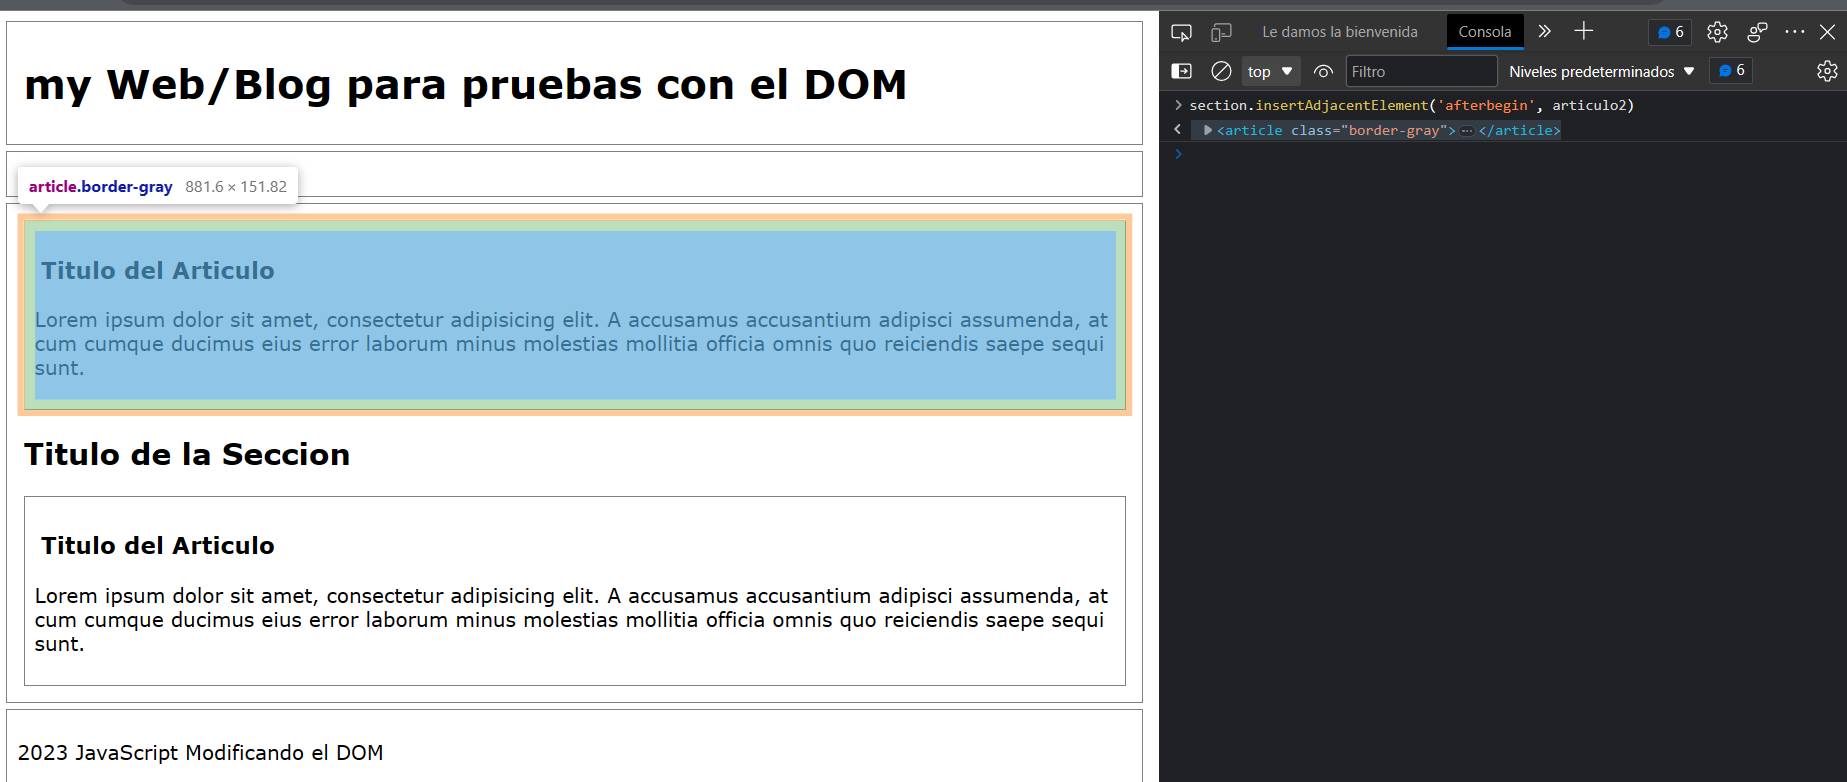 my Web/Blog para pruebas con el DOM
article.border-gray 881.6 × 151.82
Titulo del Articulo
Lorem ipsum dolor sit amet, consectetur adipisicing elit. A accusamus accusantium adipisci assumenda, at
cum cumque ducimus eius error laborum minus molestias mollitia officia omnis quo reiciendis saepe sequi
sunt.
Titulo de la Seccion
Titulo del Articulo
Lorem ipsum dolor sit amet, consectetur adipisicing elit. A accusamus accusantium adipisci assumenda, at
cum cumque ducimus eius error laborum minus molestias mollitia officia omnis quo reiciendis saepe sequi
sunt.
2023 JavaScript Modificando el DOM
Le damos la bienvenida Consola 6
top Filtro Niveles predeterminados 6
section.insertAdjacentElement('afterbegin', articulo2)
<article class="border-gray">…</article>